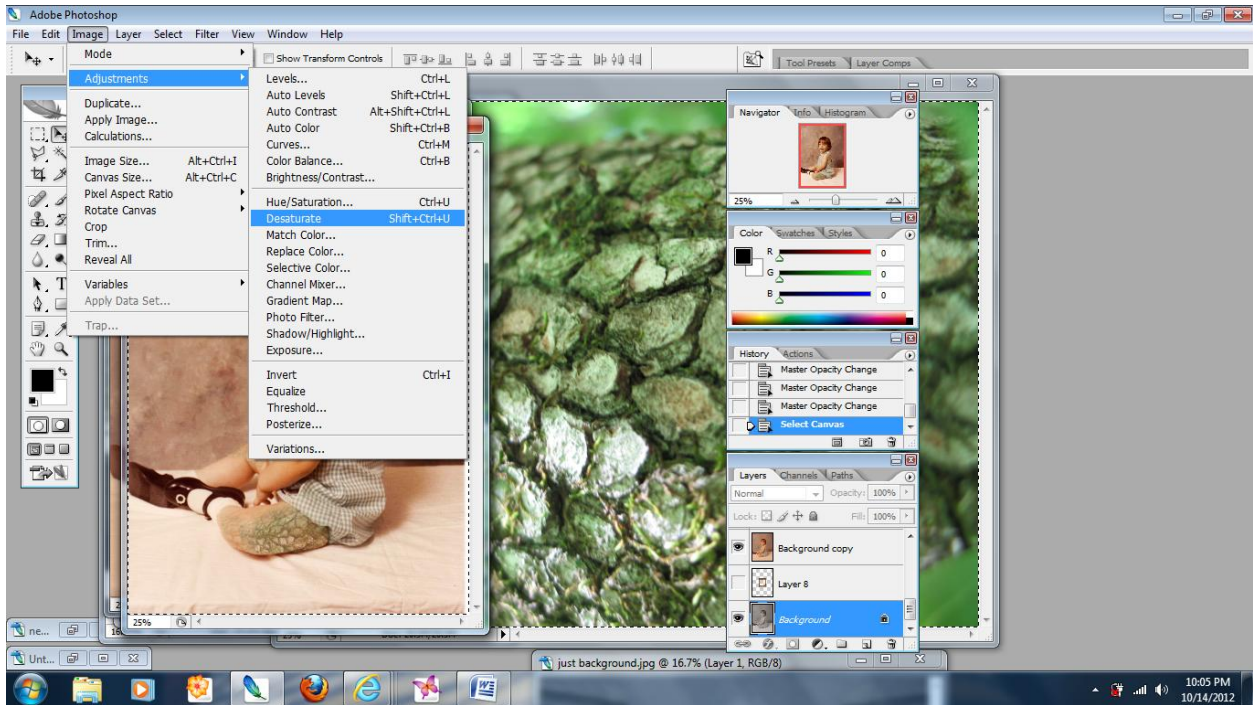 Adobe Photoshop
File Edit Image Layer Select Filter View Window Help
Show Transform Controls
Tool Presets Layer Comps
Mode
Adjustments
Duplicate...
Apply Image...
Calculations...
Image Size... Alt+Ctrl+I
Canvas Size... Alt+Ctrl+C
Pixel Aspect Ratio
Rotate Canvas
Crop
Trim...
Reveal All
Variables
Apply Data Set...
Trap...
Levels... Ctrl+L
Auto Levels Shift+Ctrl+L
Auto Contrast Alt+Shift+Ctrl+L
Auto Color Shift+Ctrl+B
Curves... Ctrl+M
Color Balance... Ctrl+B
Brightness/Contrast...
Hue/Saturation... Ctrl+U
Desaturate Shift+Ctrl+U
Match Color...
Replace Color...
Selective Color...
Channel Mixer...
Gradient Map...
Photo Filter...
Shadow/Highlight...
Exposure...
Invert Ctrl+I
Equalize
Threshold...
Posterize...
Variations...
Navigator Info Histogram
25%
Color Swatches Styles
R 0
G 0
B 0
History Actions
Master Opacity Change
Master Opacity Change
Master Opacity Change
Select Canvas
Layers Channels Paths
Normal Opacity: 100%
Lock: Fill: 100%
Background copy
Layer 8
Background
25%
ne...
Unt...
just background.jpg @ 16.7% (Layer 1, RGB/8)
10:05 PM
10/14/2012